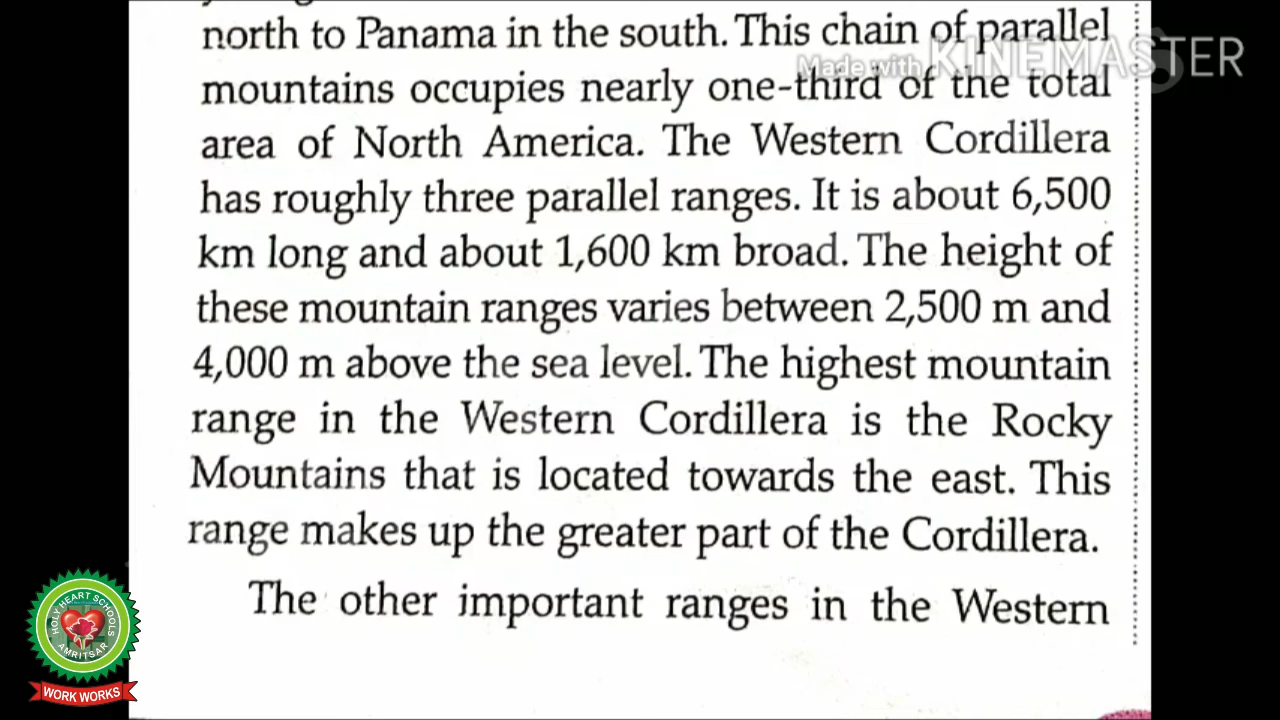 north to Panama in the south. This chain of parallel
mountains occupies nearly one-third of the total
area of North America. The Western Cordillera
has roughly three parallel ranges. It is about 6,500
km long and about 1,600 km broad. The height of
these mountain ranges varies between 2,500 m and
4,000 m above the sea level. The highest mountain
range in the Western Cordillera is the Rocky
Mountains that is located towards the east. This
range makes up the greater part of the Cordillera.
The other important ranges in the Western
Made with KINEMASTER
HOLY HEART SCHOOLS
AMRITSAR
WORK WORKS